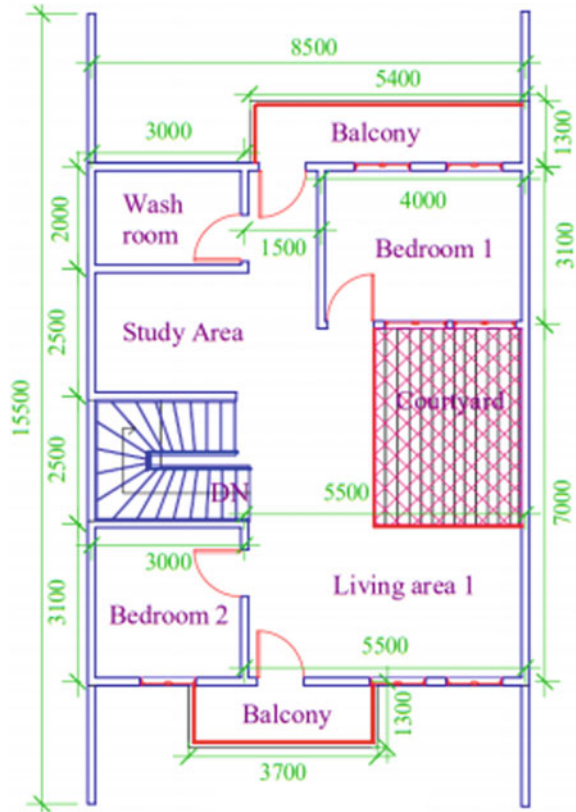 8500
5400
3000
Balcony
1300
Wash
room
2000
4000
1500
Bedroom 1
3100
Study Area
2500
15500
Courtyard
2500
DN
5500
7000
3000
Living area 1
Bedroom 2
3100
5500
Balcony
1300
3700